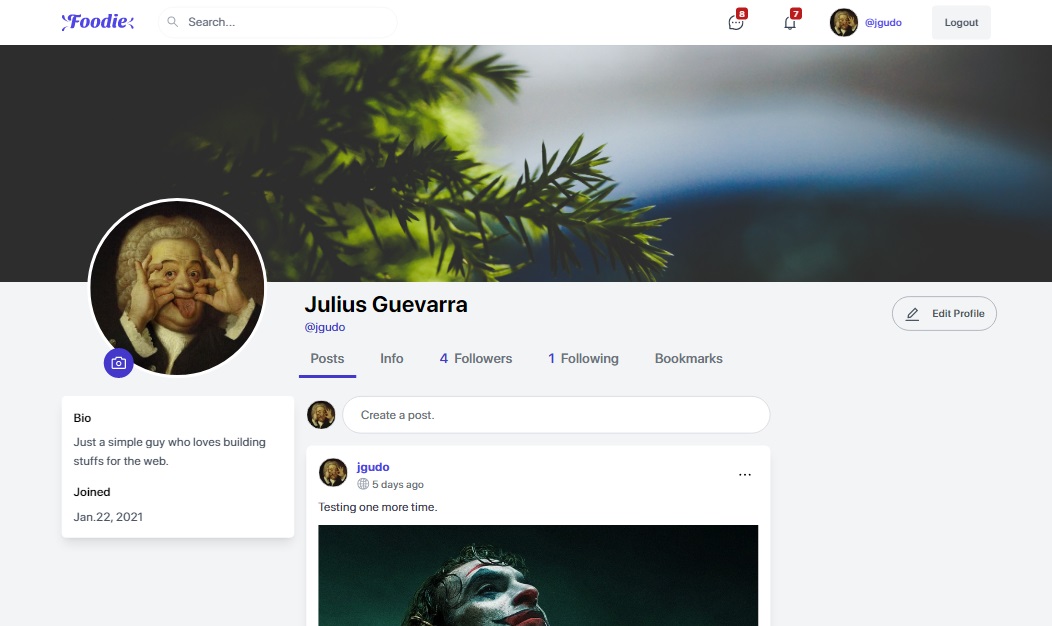 Foodie
Search...
8
7
@jgudo
Logout
Julius Guevarra
@jgudo
Edit Profile
Posts
Info
4 Followers
1 Following
Bookmarks
Bio
Just a simple guy who loves building
stuffs for the web.
Joined
Jan.22, 2021
Create a post.
jgudo
5 days ago
Testing one more time.